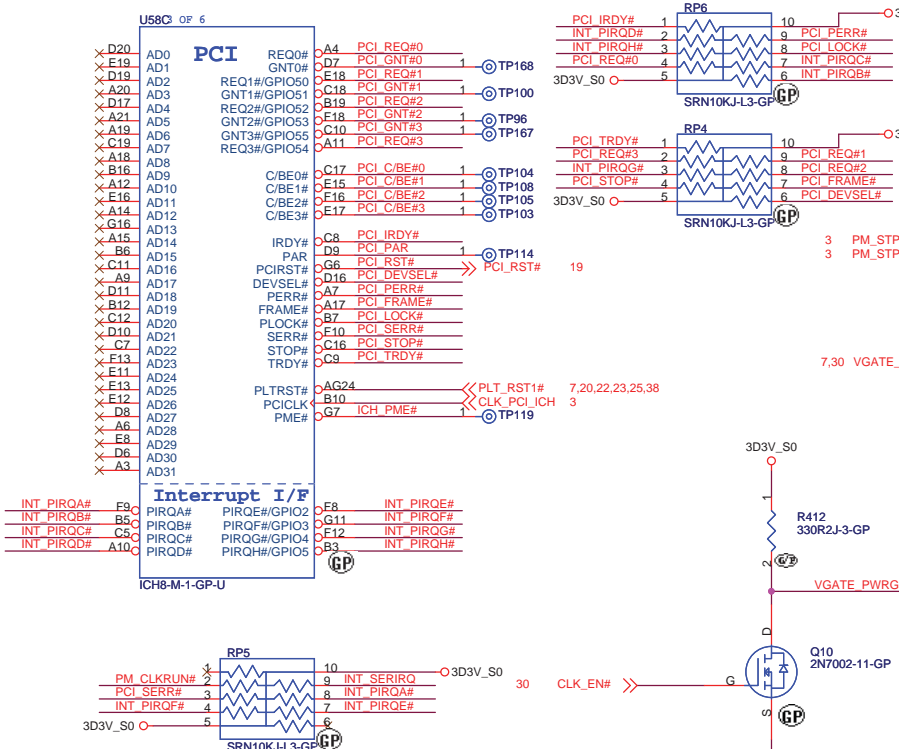 U58C 3 OF 6
PCI
D20 AD0 REQ0# A4 PCI_REQ#0
E19 AD1 GNT0# D7 PCI_GNT#0 1 TP168
D19 AD2 REQ1#/GPIO50 E18 PCI_REQ#1
A20 AD3 GNT1#/GPIO51 C18 PCI_GNT#1 1 TP100
D17 AD4 REQ2#/GPIO52 B19 PCI_REQ#2
A21 AD5 GNT2#/GPIO53 F18 PCI_GNT#2 1 TP96
A19 AD6 GNT3#/GPIO55 C10 PCI_GNT#3 1 TP167
C19 AD7 REQ3#/GPIO54 A11 PCI_REQ#3
A18 AD8
B16 AD9 C/BE0# C17 PCI_C/BE#0 1 TP104
A12 AD10 C/BE1# E15 PCI_C/BE#1 1 TP108
E16 AD11 C/BE2# F16 PCI_C/BE#2 1 TP105
A14 AD12 C/BE3# E17 PCI_C/BE#3 1 TP103
G16 AD13
A15 AD14 IRDY# C8 PCI_IRDY#
B6 AD15 PAR D9 PCI_PAR 1 TP114
C11 AD16 PCIRST# G6 PCI_RST# PCI_RST# 19
A9 AD17 DEVSEL# D16 PCI_DEVSEL#
D11 AD18 PERR# A7 PCI_PERR#
B12 AD19 FRAME# A17 PCI_FRAME#
C12 AD20 PLOCK# B7 PCI_LOCK#
D10 AD21 SERR# F10 PCI_SERR#
C7 AD22 STOP# C16 PCI_STOP#
F13 AD23 TRDY# C9 PCI_TRDY#
E11 AD24
E13 AD25 PLTRST# AG24 PLT_RST1# 7,20,22,23,25,38
E12 AD26 PCICLK B10 CLK_PCI_ICH 3
D8 AD27 PME# G7 ICH_PME# 1 TP119
A6 AD28
E8 AD29
D6 AD30
A3 AD31
Interrupt I/F
INT_PIRQA# F9 PIRQA# PIRQE#/GPIO2 F8 INT_PIRQE#
INT_PIRQB# B5 PIRQB# PIRQF#/GPIO3 G11 INT_PIRQF#
INT_PIRQC# C5 PIRQC# PIRQG#/GPIO4 F12 INT_PIRQG#
INT_PIRQD# A10 PIRQD# PIRQH#/GPIO5 B3 INT_PIRQH#
GP
ICH8-M-1-GP-U
RP6
PCI_IRDY# 1 10 3
INT_PIRQD# 2 9 PCI_PERR#
INT_PIRQH# 3 8 PCI_LOCK#
PCI_REQ#0 4 7 INT_PIRQC#
3D3V_S0 5 6 INT_PIRQB#
SRN10KJ-L3-GP GP
RP4
PCI_TRDY# 1 10 3
PCI_REQ#3 2 9 PCI_REQ#1
INT_PIRQG# 3 8 PCI_REQ#2
PCI_STOP# 4 7 PCI_FRAME#
3D3V_S0 5 6 PCI_DEVSEL#
SRN10KJ-L3-GP GP
3 PM_STP
3 PM_STP
7,30 VGATE_
3D3V_S0
1
R412
330R2J-3-GP
2 G/P
VGATE_PWRG
D
Q10
2N7002-11-GP
30 CLK_EN# G
S GP
RP5
1 10 3D3V_S0
PM_CLKRUN# 2 9 INT_SERIRQ
PCI_SERR# 3 8 INT_PIRQA#
INT_PIRQF# 4 7 INT_PIRQE#
3D3V_S0 5 6
SRN10KJ-L3-GP GP